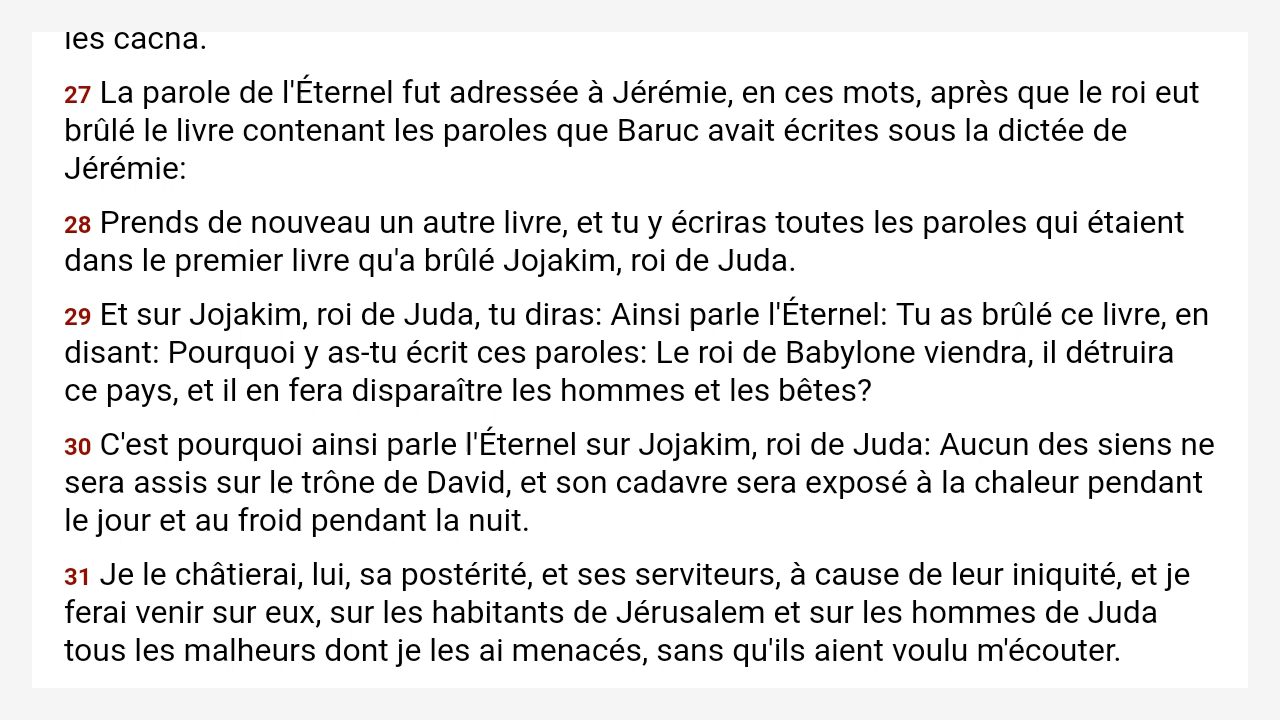 les cacha.
27 La parole de l'Éternel fut adressée à Jérémie, en ces mots, après que le roi eut
brûlé le livre contenant les paroles que Baruc avait écrites sous la dictée de
Jérémie:
28 Prends de nouveau un autre livre, et tu y écriras toutes les paroles qui étaient
dans le premier livre qu'a brûlé Jojakim, roi de Juda.
29 Et sur Jojakim, roi de Juda, tu diras: Ainsi parle l'Éternel: Tu as brûlé ce livre, en
disant: Pourquoi y as-tu écrit ces paroles: Le roi de Babylone viendra, il détruira
ce pays, et il en fera disparaître les hommes et les bêtes?
30 C'est pourquoi ainsi parle l'Éternel sur Jojakim, roi de Juda: Aucun des siens ne
sera assis sur le trône de David, et son cadavre sera exposé à la chaleur pendant
le jour et au froid pendant la nuit.
31 Je le châtierai, lui, sa postérité, et ses serviteurs, à cause de leur iniquité, et je
ferai venir sur eux, sur les habitants de Jérusalem et sur les hommes de Juda
tous les malheurs dont je les ai menacés, sans qu'ils aient voulu m'écouter.